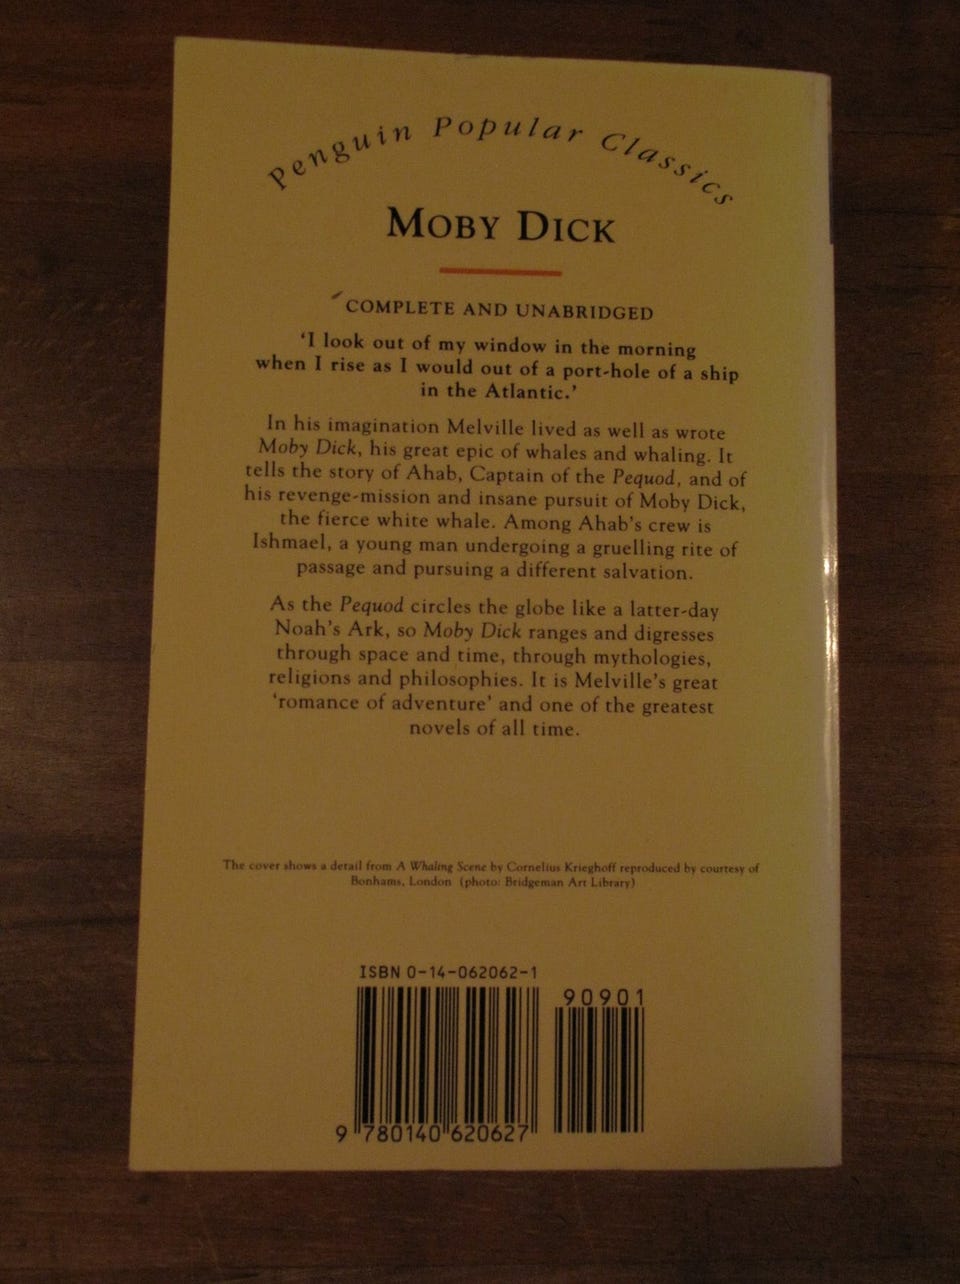 Penguin Popular Classics
MOBY DICK
COMPLETE AND UNABRIDGED
‘I look out of my window in the morning
when I rise as I would out of a port-hole of a ship
in the Atlantic.’
In his imagination Melville lived as well as wrote
Moby Dick, his great epic of whales and whaling. It
tells the story of Ahab, Captain of the Pequod, and of
his revenge-mission and insane pursuit of Moby Dick,
the fierce white whale. Among Ahab’s crew is
Ishmael, a young man undergoing a gruelling rite of
passage and pursuing a different salvation.
As the Pequod circles the globe like a latter-day
Noah’s Ark, so Moby Dick ranges and digresses
through space and time, through mythologies,
religions and philosophies. It is Melville’s great
‘romance of adventure’ and one of the greatest
novels of all time.
The cover shows a detail from A Whaling Scene by Cornelius Krieghoff reproduced by courtesy of
Bonhams, London (photo: Bridgeman Art Library)
ISBN 0-14-062062-1
90901
9 780140 620627